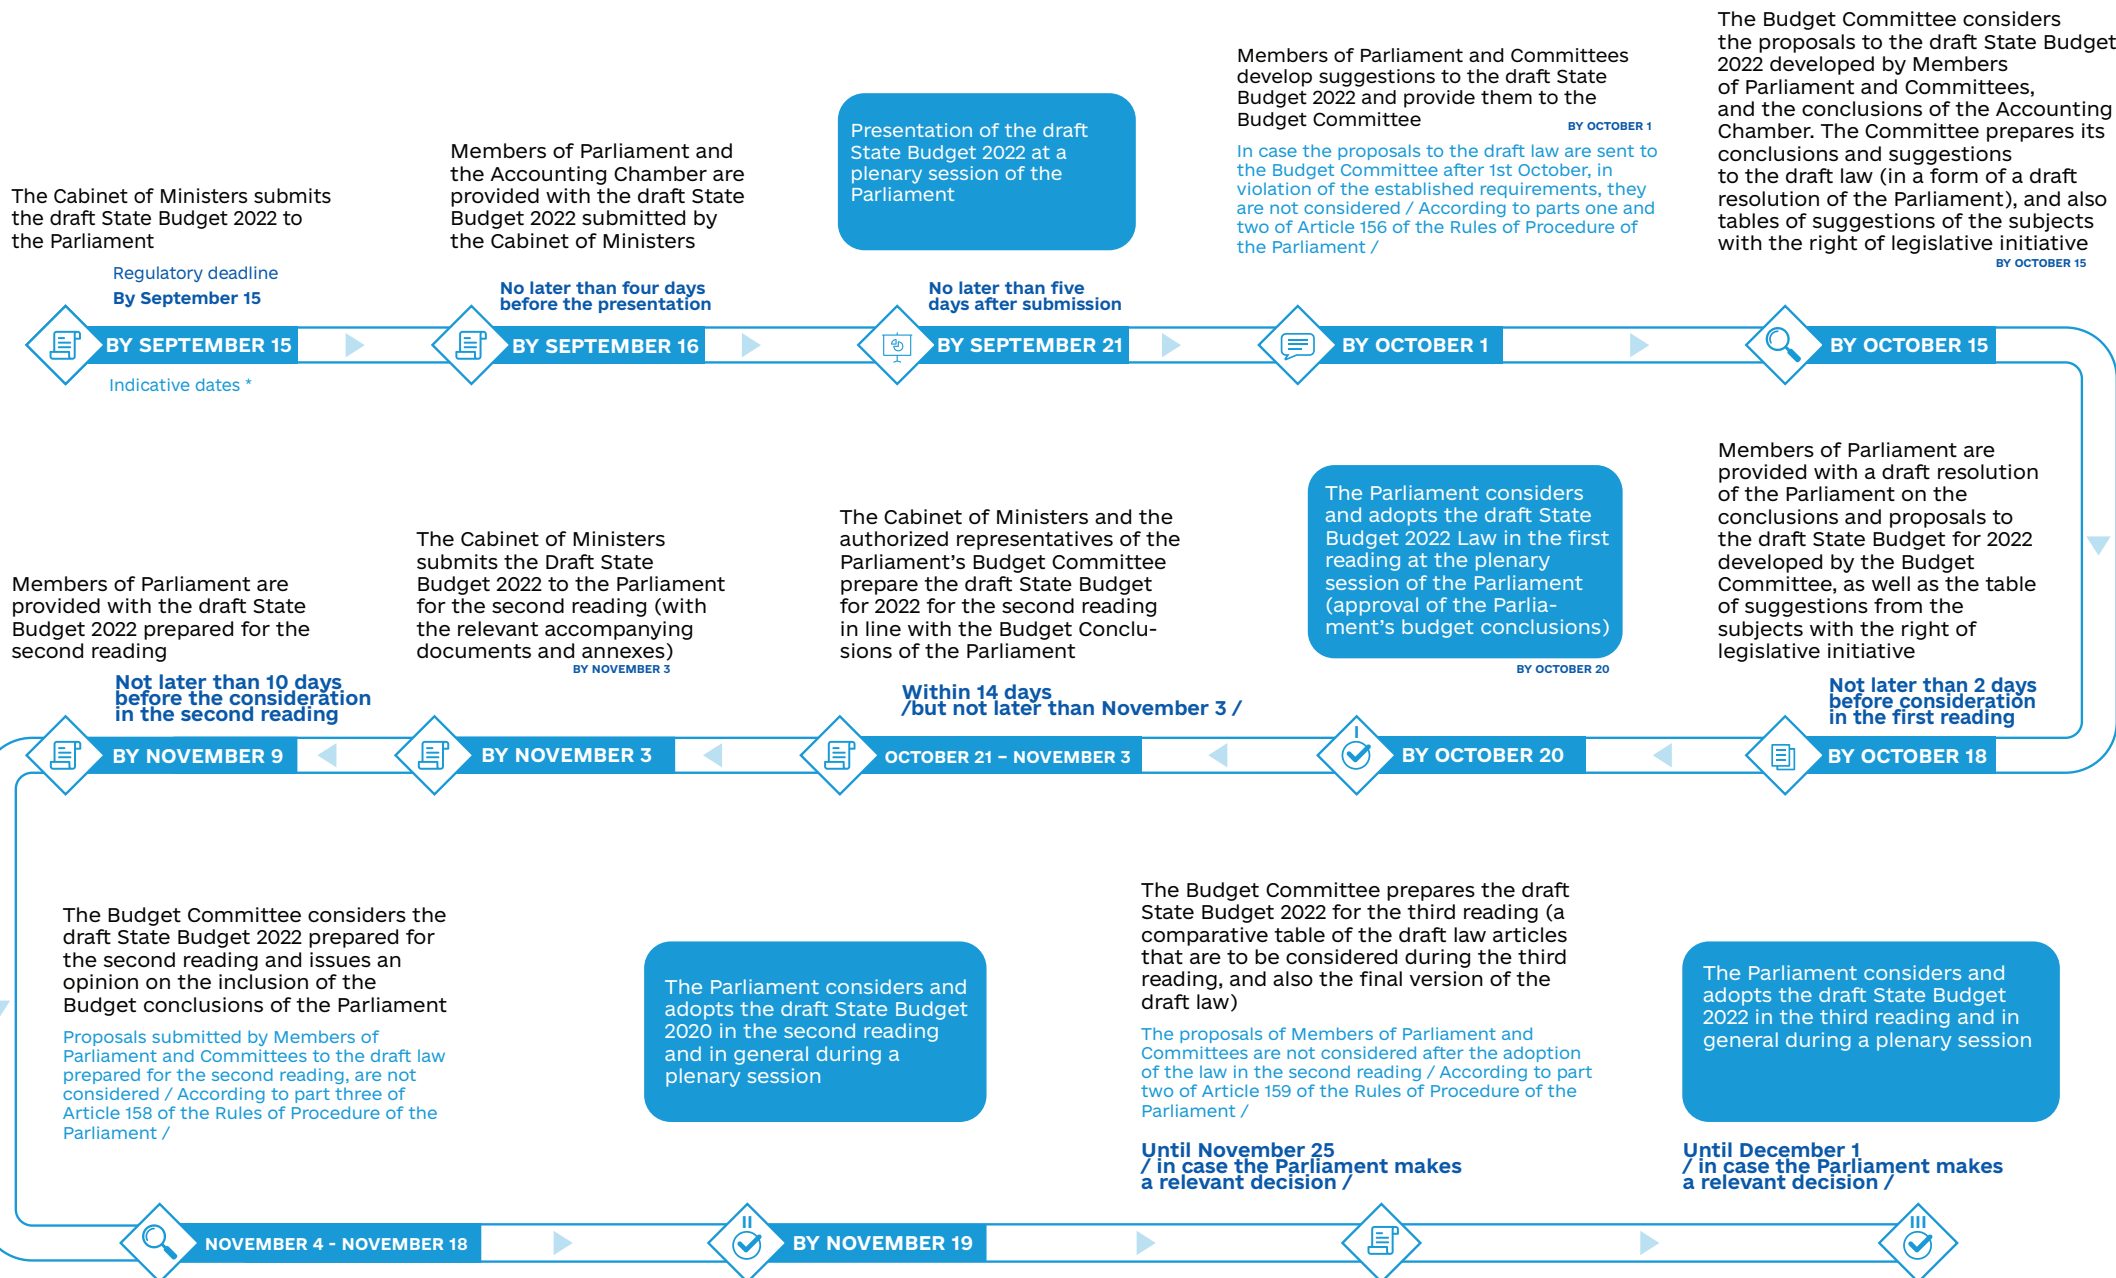 The Cabinet of Ministers submits
the draft State Budget 2022 to
the Parliament
Regulatory deadline
By September 15
BY SEPTEMBER 15
Indicative dates *
Members of Parliament and
the Accounting Chamber are
provided with the draft State
Budget 2022 submitted by
the Cabinet of Ministers
No later than four days
before the presentation
BY SEPTEMBER 16
Presentation of the draft
State Budget 2022 at a
plenary session of the
Parliament
No later than five
days after submission
BY SEPTEMBER 21
Members of Parliament and Committees
develop suggestions to the draft State
Budget 2022 and provide them to the
Budget Committee
BY OCTOBER 1
In case the proposals to the draft law are sent to
the Budget Committee after 1st October, in
violation of the established requirements, they
are not considered / According to parts one and
two of Article 156 of the Rules of Procedure of
the Parliament /
BY OCTOBER 1
The Budget Committee considers
the proposals to the draft State Budget
2022 developed by Members
of Parliament and Committees,
and the conclusions of the Accounting
Chamber. The Committee prepares its
conclusions and suggestions
to the draft law (in a form of a draft
resolution of the Parliament), and also
tables of suggestions of the subjects
with the right of legislative initiative
BY OCTOBER 15
BY OCTOBER 15
Members of Parliament are
provided with a draft resolution
of the Parliament on the
conclusions and proposals to
the draft State Budget for 2022
developed by the Budget
Committee, as well as the table
of suggestions from the
subjects with the right of
legislative initiative
Not later than 2 days
before consideration
in the first reading
BY OCTOBER 18
The Parliament considers
and adopts the draft State
Budget 2022 Law in the first
reading at the plenary
session of the Parliament
(approval of the Parlia-
ment's budget conclusions)
BY OCTOBER 20
I
BY OCTOBER 20
The Cabinet of Ministers and the
authorized representatives of the
Parliament's Budget Committee
prepare the draft State Budget
for 2022 for the second reading
in line with the Budget Conclu-
sions of the Parliament
Within 14 days
/but not later than November 3 /
OCTOBER 21 – NOVEMBER 3
The Cabinet of Ministers
submits the Draft State
Budget 2022 to the Parliament
for the second reading (with
the relevant accompanying
documents and annexes)
BY NOVEMBER 3
BY NOVEMBER 3
Members of Parliament are
provided with the draft State
Budget 2022 prepared for the
second reading
Not later than 10 days
before the consideration
in the second reading
BY NOVEMBER 9
The Budget Committee considers the
draft State Budget 2022 prepared for
the second reading and issues an
opinion on the inclusion of the
Budget conclusions of the Parliament
Proposals submitted by Members of
Parliament and Committees to the draft law
prepared for the second reading, are not
considered / According to part three of
Article 158 of the Rules of Procedure of the
Parliament /
NOVEMBER 4 - NOVEMBER 18
The Parliament considers and
adopts the draft State Budget
2020 in the second reading
and in general during a
plenary session
II
BY NOVEMBER 19
The Budget Committee prepares the draft
State Budget 2022 for the third reading (a
comparative table of the draft law articles
that are to be considered during the third
reading, and also the final version of the
draft law)
The proposals of Members of Parliament and
Committees are not considered after the adoption
of the law in the second reading / According to part
two of Article 159 of the Rules of Procedure of the
Parliament /
Until November 25
/ in case the Parliament makes
a relevant decision /
The Parliament considers and
adopts the draft State Budget
2022 in the third reading and in
general during a plenary session
Until December 1
/ in case the Parliament makes
a relevant decision /
III